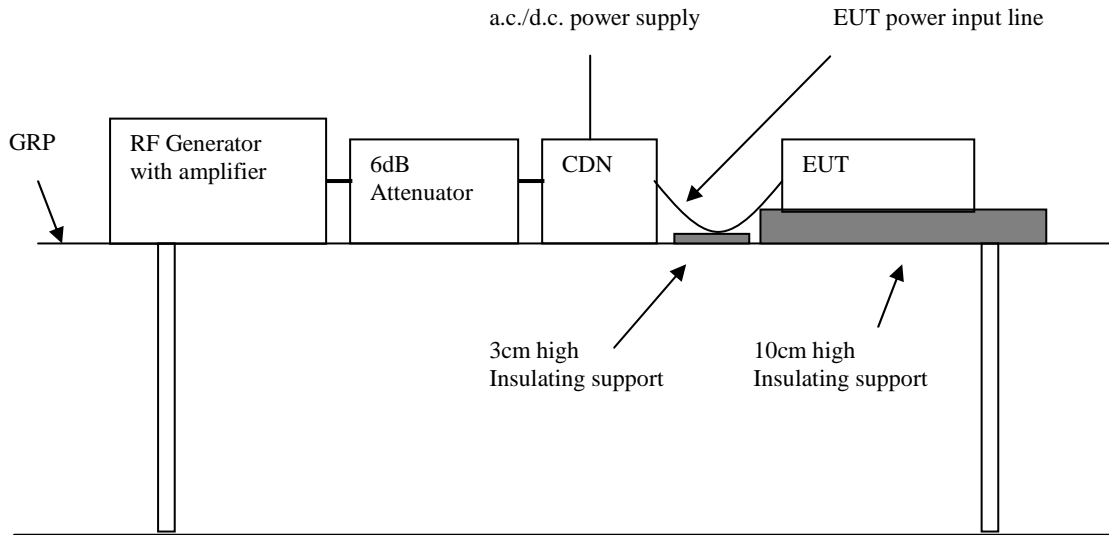 a.c./d.c. power supply
EUT power input line
GRP
RF Generator
with amplifier
6dB
Attenuator
CDN
EUT
3cm high
Insulating support
10cm high
Insulating support